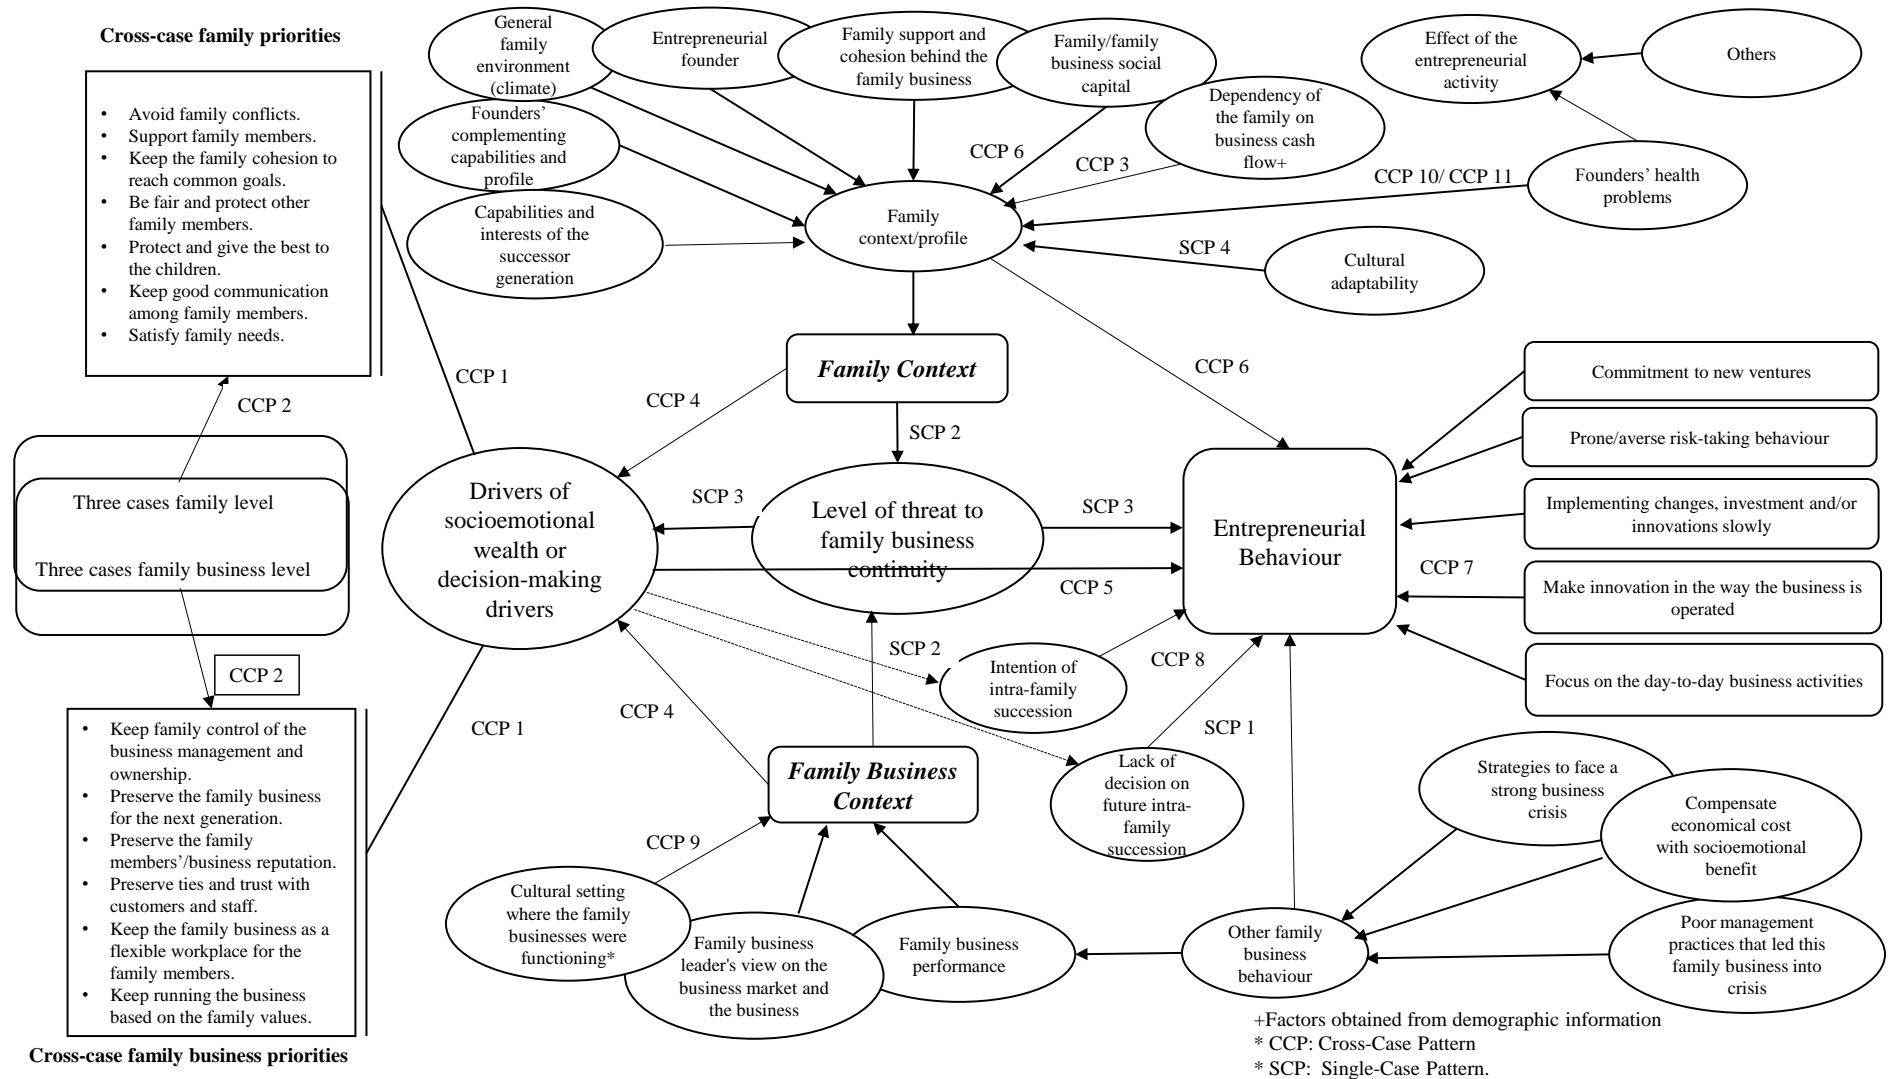 Cross-case family priorities
• Avoid family conflicts.
• Support family members.
• Keep the family cohesion to
reach common goals.
• Be fair and protect other
family members.
• Protect and give the best to
the children.
• Keep good communication
among family members.
• Satisfy family needs.
CCP 1
CCP 2
Three cases family level
Three cases family business level
CCP 2
• Keep family control of the
business management and
ownership.
• Preserve the family business
for the next generation.
• Preserve the family
members’/business reputation.
• Preserve ties and trust with
customers and staff.
• Keep the family business as a
flexible workplace for the
family members.
• Keep running the business
based on the family values.
Cross-case family business priorities
CCP 1
General
family
environment
(climate)
Entrepreneurial
founder
Family support and
cohesion behind the
family business
Family/family
business social
capital
Dependency of
the family on
business cash
flow+
Founders’
complementing
capabilities and
profile
Capabilities and
interests of the
successor
generation
CCP 6
CCP 3
Family
context/profile
Effect of the
entrepreneurial
activity
Others
CCP 10/ CCP 11
Founders’ health
problems
SCP 4
Cultural
adaptability
Family Context
CCP 4
SCP 2
CCP 6
Drivers of
socioemotional
wealth or
decision-making
drivers
SCP 3
Level of threat to
family business
continuity
SCP 3
CCP 5
Entrepreneurial
Behaviour
Commitment to new ventures
Prone/averse risk-taking behaviour
Implementing changes, investment and/or
innovations slowly
CCP 7
Make innovation in the way the business is
operated
Focus on the day-to-day business activities
SCP 2
Intention of
intra-family
succession
CCP 8
SCP 1
Lack of
decision on
future intra-
family
succession
CCP 4
Family Business
Context
CCP 9
Cultural setting
where the family
businesses were
functioning*
Family business
leader's view on the
business market and
the business
Family business
performance
Other family
business
behaviour
Strategies to face a
strong business
crisis
Compensate
economical cost
with socioemotional
benefit
Poor management
practices that led this
family business into
crisis
+Factors obtained from demographic information
* CCP: Cross-Case Pattern
* SCP: Single-Case Pattern.